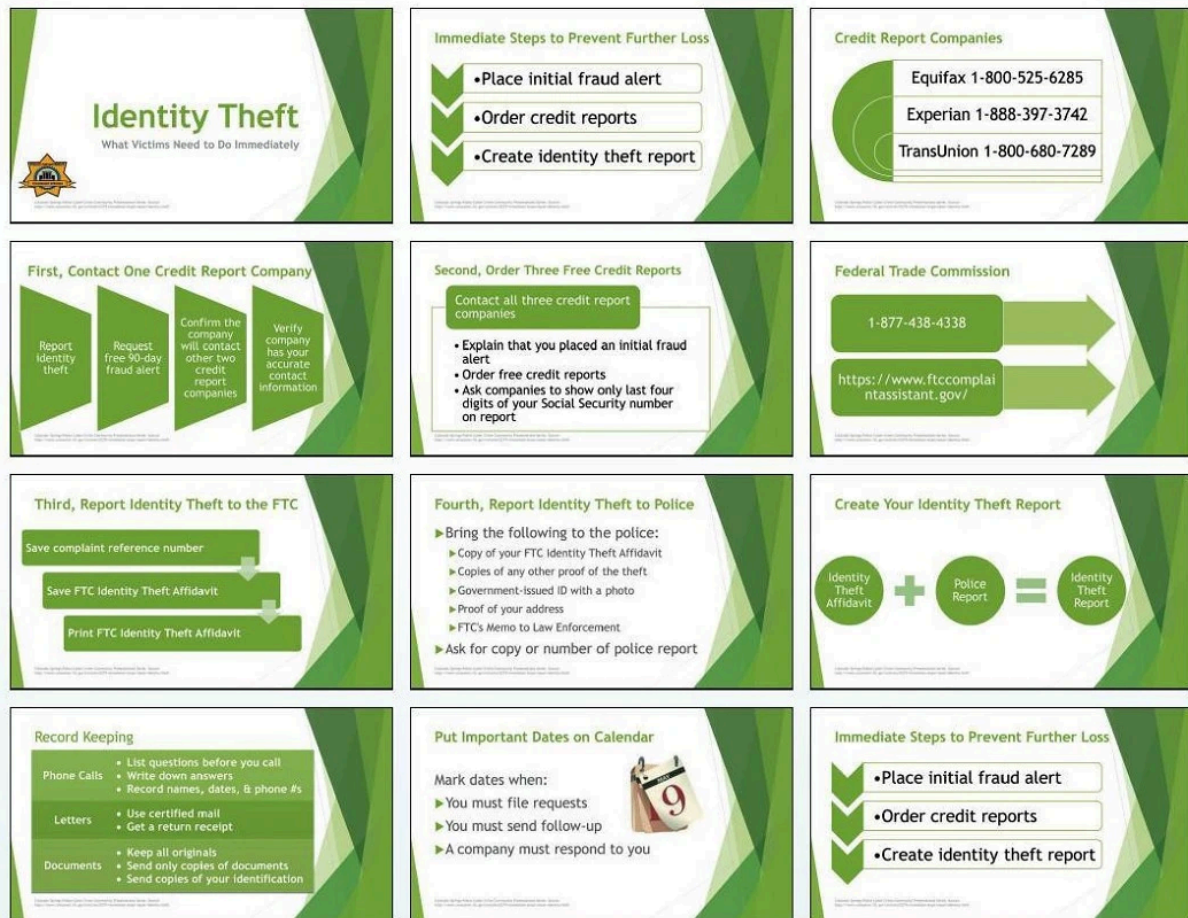 Identity Theft
What Victims Need to Do Immediately
Immediate Steps to Prevent Further Loss
•Place initial fraud alert
•Order credit reports
•Create identity theft report
Credit Report Companies
Equifax 1-800-525-6285
Experian 1-888-397-3742
TransUnion 1-800-680-7289
First, Contact One Credit Report Company
Report
identity
theft
Request
free 90-day
fraud alert
Confirm the
company
will contact
other two
credit
report
companies
Verify
company
has your
accurate
contact
information
Second, Order Three Free Credit Reports
Contact all three credit report
companies
• Explain that you placed an initial fraud
alert
• Order free credit reports
• Ask companies to show only last four
digits of your Social Security number
on report
Federal Trade Commission
1-877-438-4338
https://www.ftccomplai
ntassistant.gov/
Third, Report Identity Theft to the FTC
Save complaint reference number
Save FTC Identity Theft Affidavit
Print FTC Identity Theft Affidavit
Fourth, Report Identity Theft to Police
▶Bring the following to the police:
▶Copy of your FTC Identity Theft Affidavit
▶Copies of any other proof of the theft
▶Government-issued ID with a photo
▶Proof of your address
▶FTC's Memo to Law Enforcement
▶Ask for copy or number of police report
Create Your Identity Theft Report
Identity
Theft
Affidavit
+
Police
Report
=
Identity
Theft
Report
Record Keeping
Phone Calls
• List questions before you call
• Write down answers
• Record names, dates, & phone #s
Letters
• Use certified mail
• Get a return receipt
Documents
• Keep all originals
• Send only copies of documents
• Send copies of your identification
Put Important Dates on Calendar
Mark dates when:
▶You must file requests
▶You must send follow-up
▶A company must respond to you
MAY
9
Immediate Steps to Prevent Further Loss
•Place initial fraud alert
•Order credit reports
•Create identity theft report